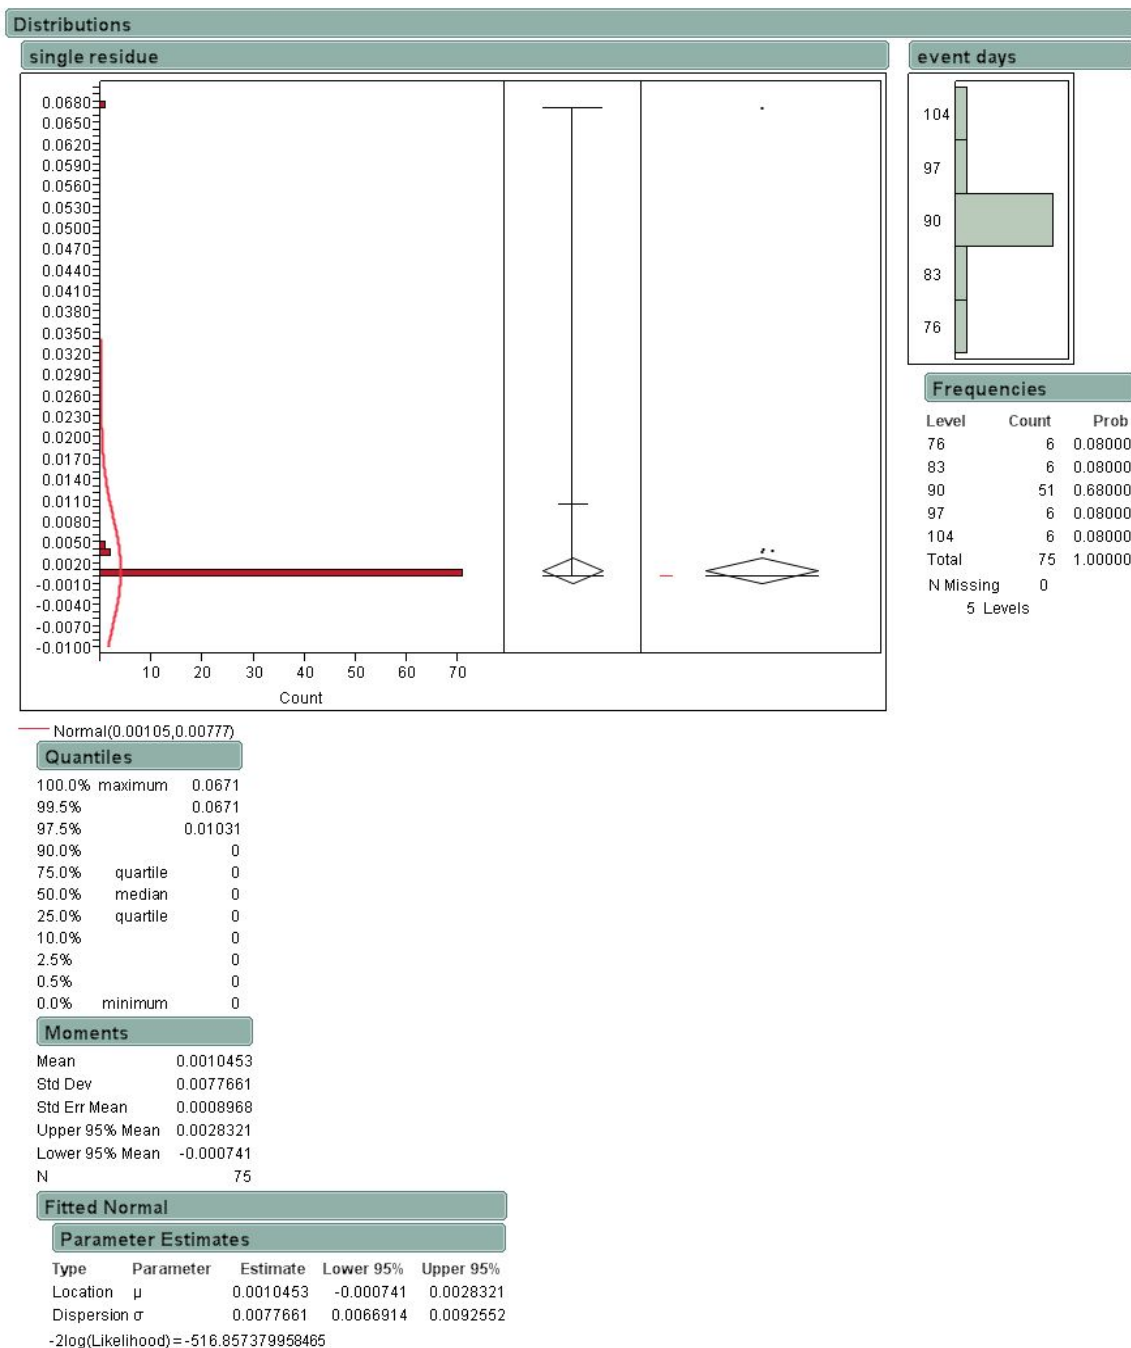 Distributions
single residue
0.0680
0.0650
0.0620
0.0590
0.0560
0.0530
0.0500
0.0470
0.0440
0.0410
0.0380
0.0350
0.0320
0.0290
0.0260
0.0230
0.0200
0.0170
0.0140
0.0110
0.0080
0.0050
0.0020
-0.0010
-0.0040
-0.0070
-0.0100
10 20 30 40 50 60 70
Count
Normal(0.00105,0.00777)
Quantiles
100.0% maximum 0.0671
99.5% 0.0671
97.5% 0.01031
90.0% 0
75.0% quartile 0
50.0% median 0
25.0% quartile 0
10.0% 0
2.5% 0
0.5% 0
0.0% minimum 0
Moments
Mean 0.0010453
Std Dev 0.0077661
Std Err Mean 0.0008968
Upper 95% Mean 0.0028321
Lower 95% Mean -0.000741
N 75
Fitted Normal
Parameter Estimates
Type Parameter Estimate Lower 95% Upper 95%
Location μ 0.0010453 -0.000741 0.0028321
Dispersion σ 0.0077661 0.0066914 0.0092552
-2log(Likelihood)=-516.857379958465
event days
104
97
90
83
76
Frequencies
Level Count Prob
76 6 0.08000
83 6 0.08000
90 51 0.68000
97 6 0.08000
104 6 0.08000
Total 75 1.00000
N Missing 0
5 Levels